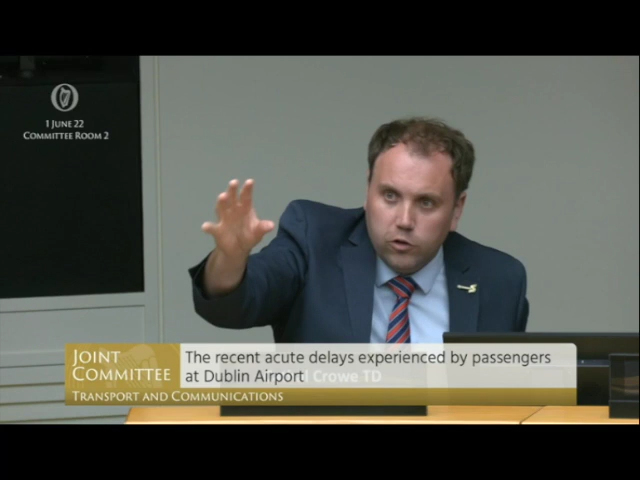 1 JUNE 22
COMMITTEE ROOM 2
JOINT
COMMITTEE
The recent acute delays experienced by passengers
at Dublin Airport
Crowe TD
TRANSPORT AND COMMUNICATIONS